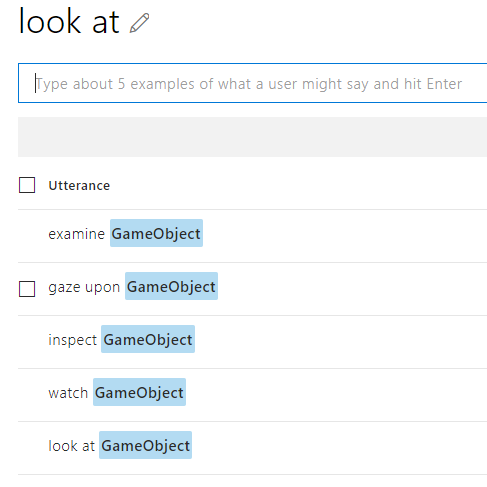 look at
Type about 5 examples of what a user might say and hit Enter
Utterance
examine GameObject
gaze upon GameObject
inspect GameObject
watch GameObject
look at GameObject